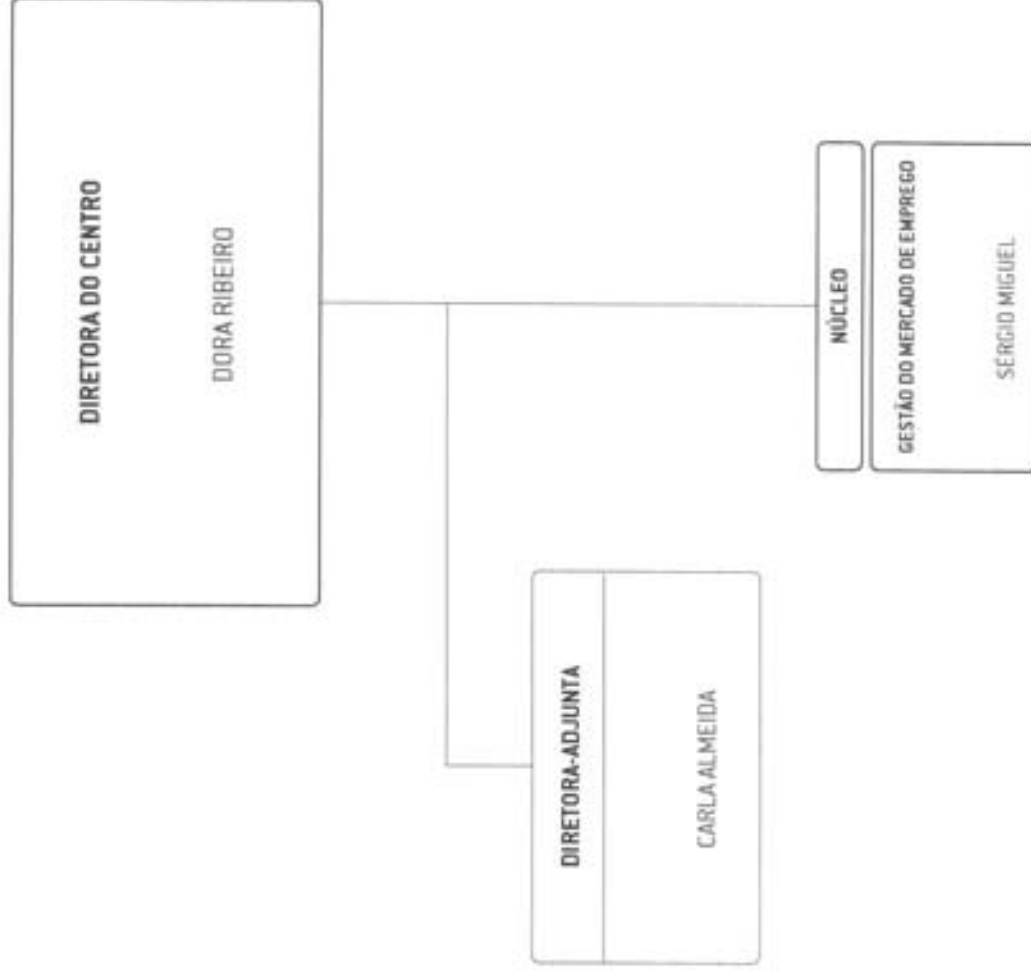 DIRETORA DO CENTRO
DORA RIBEIRO
DIRETORA-ADJUNTA
CARLA ALMEIDA
NÚCLEO
GESTÃO DO MERCADO DE EMPREGO
SÉRGIO MIGUEL